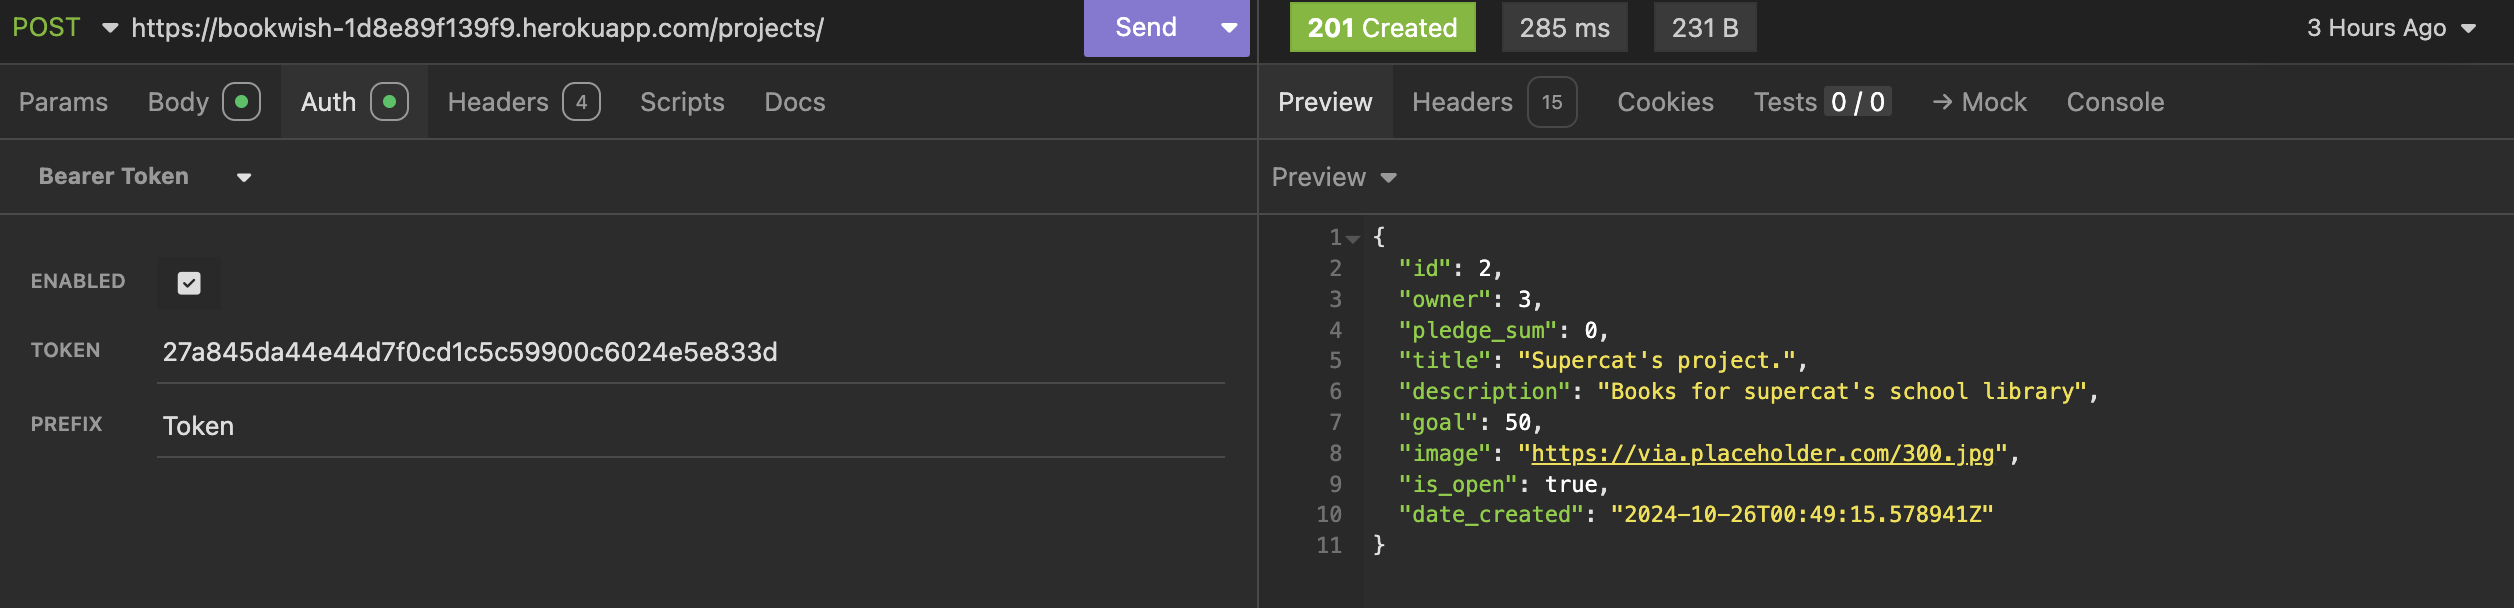 POST https://bookwish-1d8e89f139f9.herokuapp.com/projects/ Send
Params Body Auth Headers 4 Scripts Docs
Bearer Token
ENABLED
TOKEN 27a845da44e44d7f0cd1c5c59900c6024e5e833d
PREFIX Token
201 Created 285 ms 231 B 3 Hours Ago
Preview Headers 15 Cookies Tests 0 / 0 → Mock Console
Preview
1 {
2 "id": 2,
3 "owner": 3,
4 "pledge_sum": 0,
5 "title": "Supercat's project.",
6 "description": "Books for supercat's school library",
7 "goal": 50,
8 "image": "https://via.placeholder.com/300.jpg",
9 "is_open": true,
10 "date_created": "2024-10-26T00:49:15.578941Z"
11 }